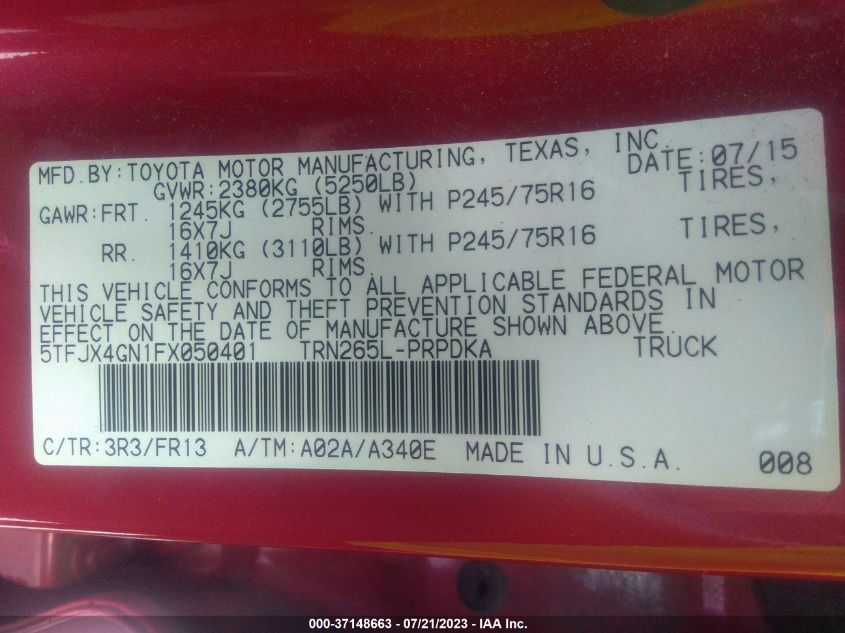 MFD.BY:TOYOTA MOTOR MANUFACTURING, TEXAS, INC.
DATE:07/15
GVWR:2380KG (5250LB)
GAWR:FRT. 1245KG (2755LB) WITH P245/75R16 TIRES,
16X7J RIMS.
RR. 1410KG (3110LB) WITH P245/75R16 TIRES,
16X7J RIMS.
THIS VEHICLE CONFORMS TO ALL APPLICABLE FEDERAL MOTOR
VEHICLE SAFETY AND THEFT PREVENTION STANDARDS IN
EFFECT ON THE DATE OF MANUFACTURE SHOWN ABOVE.
5TFJX4GN1FX050401 TRN265L-PRPDKA TRUCK
C/TR:3R3/FR13 A/TM:A02A/A340E MADE IN U.S.A. 008
000-37148663 - 07/21/2023 - IAA Inc.